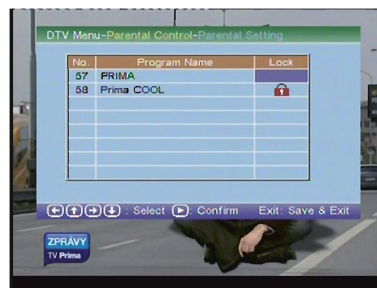 DTV Menu-Parental Control-Parental Setting
No. Program Name Lock
57 PRIMA
58 Prima COOL
: Select : Confirm Exit: Save & Exit
ZPRÁVY
TV Prima